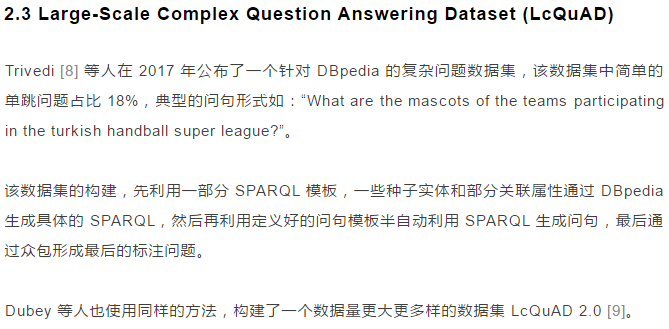 2.3 Large-Scale Complex Question Answering Dataset (LcQuAD)
Trivedi [8] 等人在 2017 年公布了一个针对 DBpedia 的复杂问题数据集，该数据集中简单的
单跳问题占比 18%，典型的问句形式如：“What are the mascots of the teams participating
in the turkish handball super league?”。
该数据集的构建，先利用一部分 SPARQL 模板，一些种子实体和部分关联属性通过 DBpedia
生成具体的 SPARQL，然后再利用定义好的问句模板半自动利用 SPARQL 生成问句，最后通
过众包形成最后的标注问题。
Dubey 等人也使用同样的方法，构建了一个数据量更大更多样的数据集 LcQuAD 2.0 [9]。